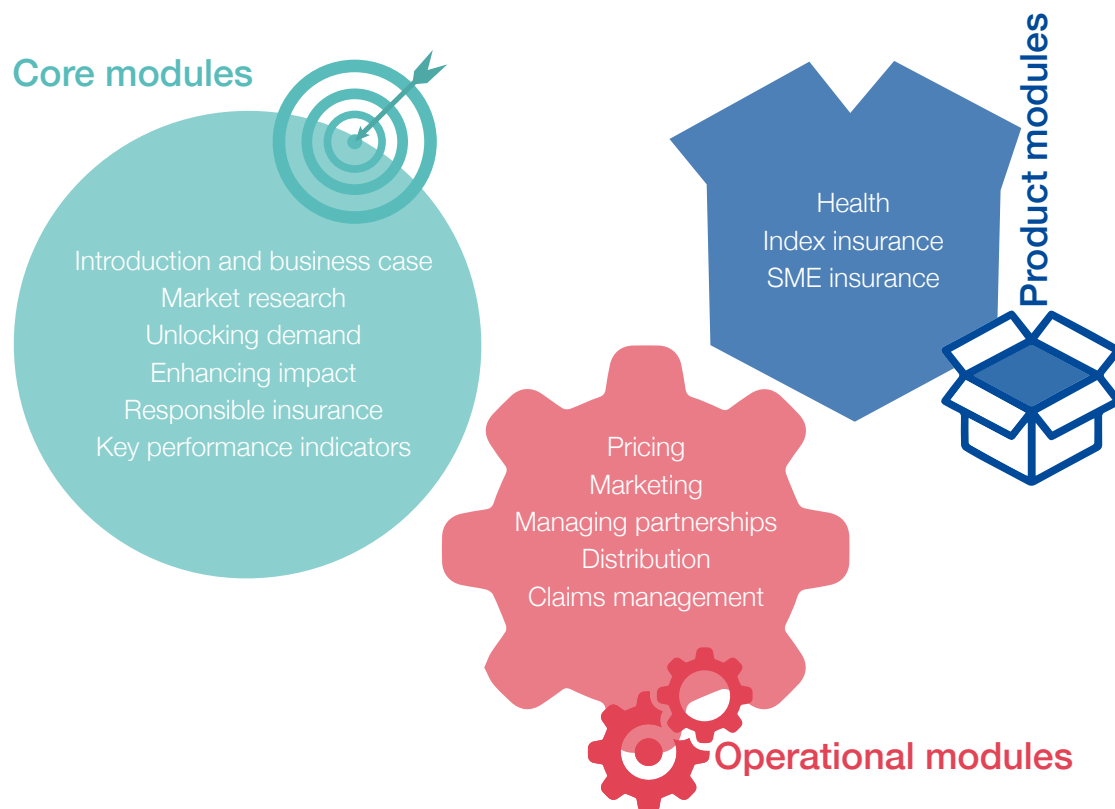 Core modules
Introduction and business case
Market research
Unlocking demand
Enhancing impact
Responsible insurance
Key performance indicators
Product modules
Health
Index insurance
SME insurance
Pricing
Marketing
Managing partnerships
Distribution
Claims management
Operational modules